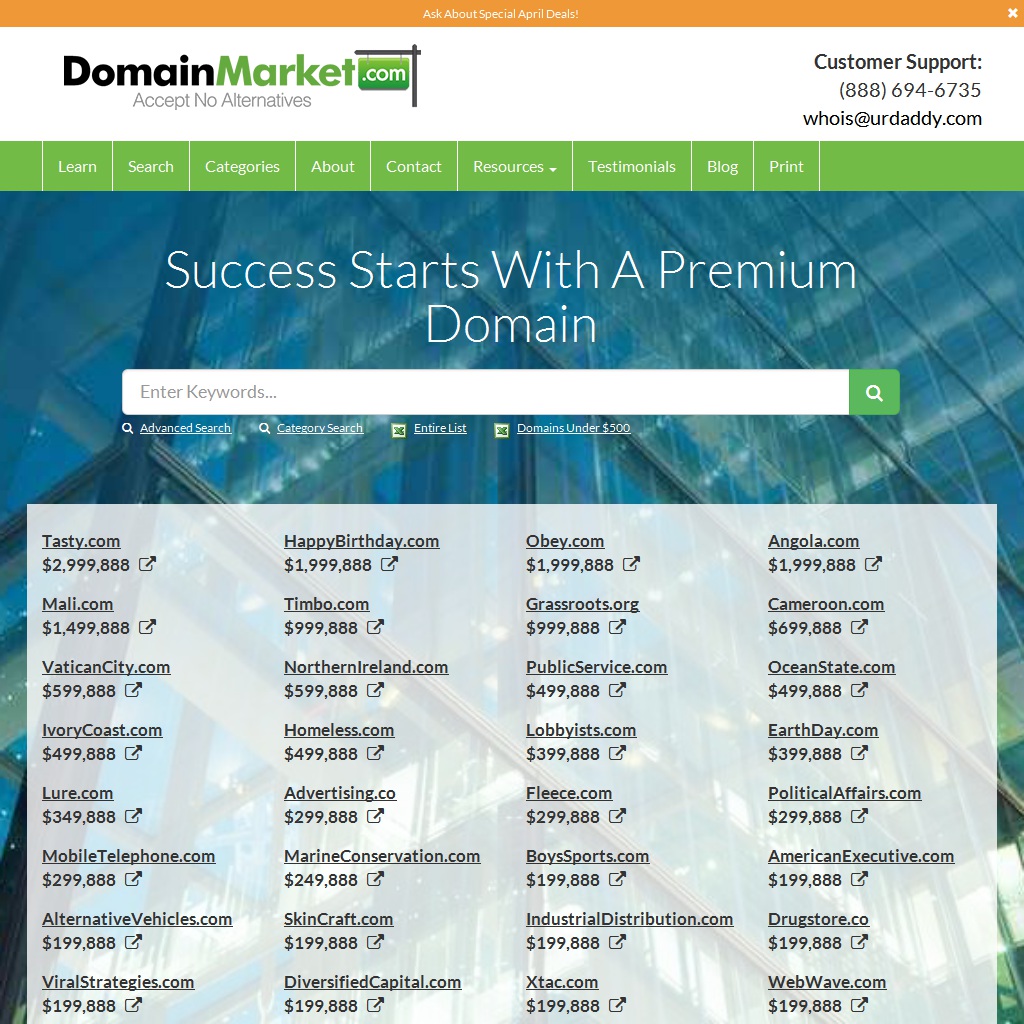 Ask About Special April Deals!
DomainMarket.com
Accept No Alternatives
Customer Support:
(888) 694-6735
whois@urdaddy.com
Learn Search Categories About Contact Resources Testimonials Blog Print
Success Starts With A Premium
Domain
Enter Keywords...
Advanced Search Category Search Entire List Domains Under $500
Tasty.com HappyBirthday.com Obey.com Angola.com
$2,999,888 $1,999,888 $1,999,888 $1,999,888
Mali.com Timbo.com Grassroots.org Cameroon.com
$1,499,888 $999,888 $999,888 $699,888
VaticanCity.com NorthernIreland.com PublicService.com OceanState.com
$599,888 $599,888 $499,888 $499,888
IvoryCoast.com Homeless.com Lobbyists.com EarthDay.com
$499,888 $499,888 $399,888 $399,888
Lure.com Advertising.co Fleece.com PoliticalAffairs.com
$349,888 $299,888 $299,888 $299,888
MobileTelephone.com MarineConservation.com BoysSports.com AmericanExecutive.com
$299,888 $249,888 $199,888 $199,888
AlternativeVehicles.com SkinCraft.com IndustrialDistribution.com Drugstore.co
$199,888 $199,888 $199,888 $199,888
ViralStrategies.com DiversifiedCapital.com Xtac.com WebWave.com
$199,888 $199,888 $199,888 $199,888